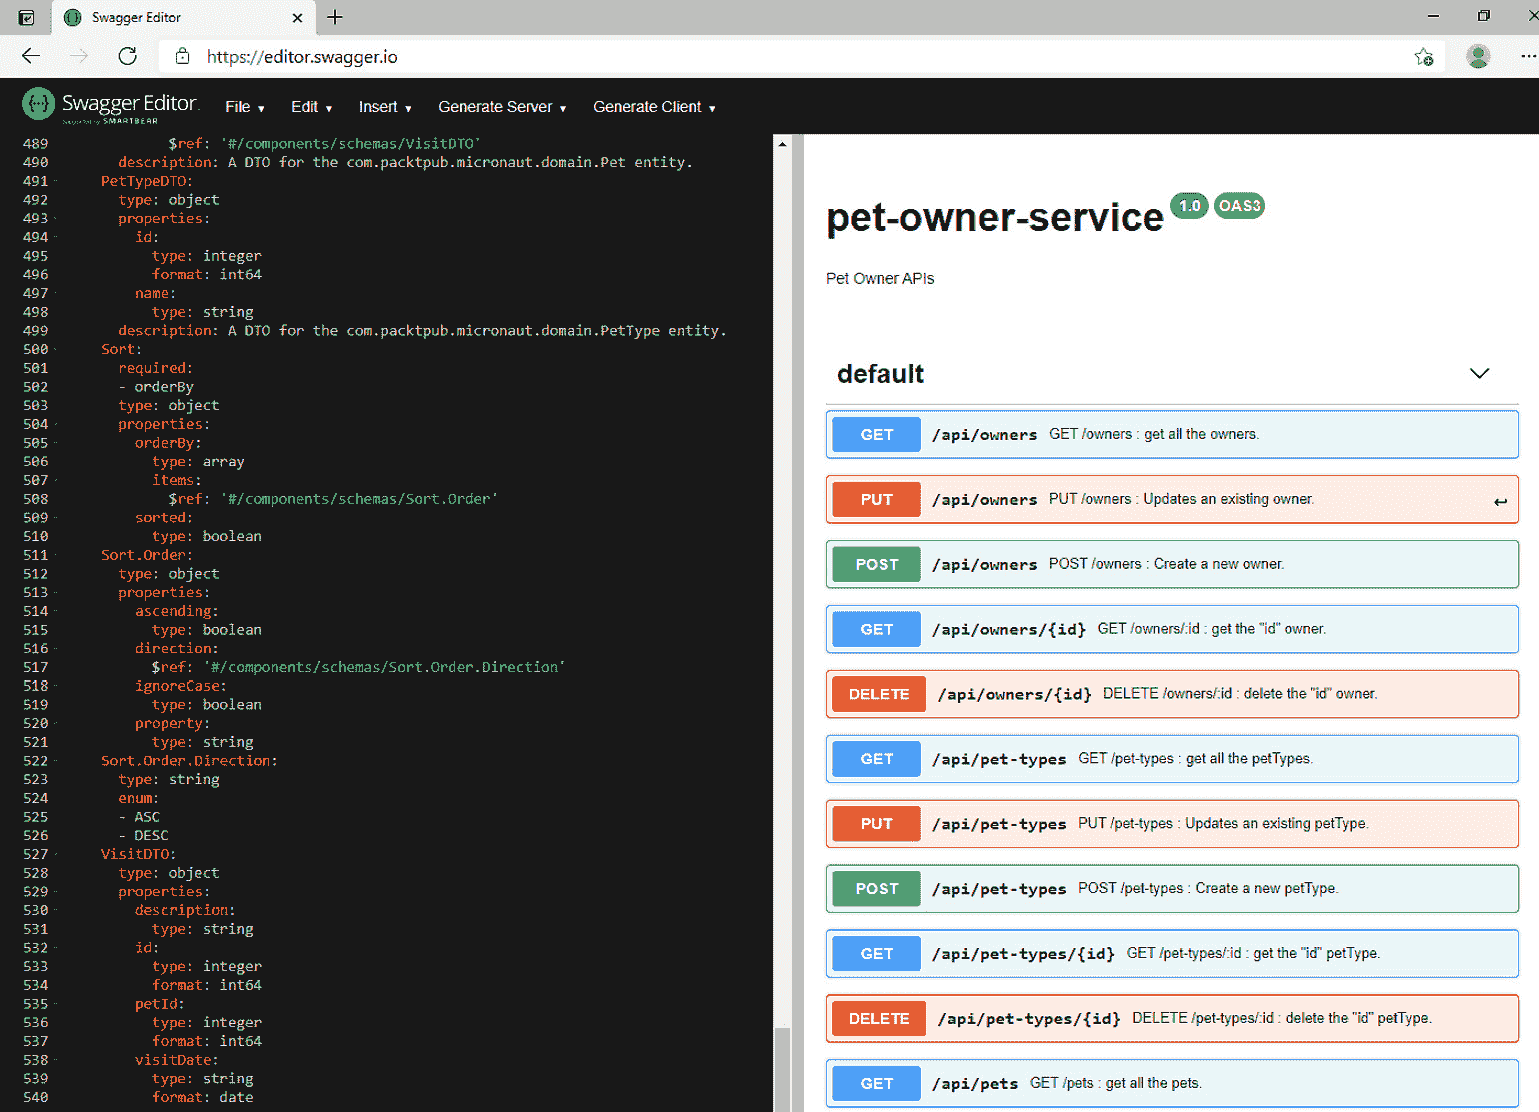 Swagger Editor
https://editor.swagger.io
Swagger Editor.
Supported by SMARTBEAR
File Edit Insert Generate Server Generate Client
489 $ref: '#/components/schemas/VisitDTO'
490 description: A DTO for the com.packtpub.micronaut.domain.Pet entity.
491 PetTypeDTO:
492 type: object
493 properties:
494 id:
495 type: integer
496 format: int64
497 name:
498 type: string
499 description: A DTO for the com.packtpub.micronaut.domain.PetType entity.
500 Sort:
501 required:
502 - orderBy
503 type: object
504 properties:
505 orderBy:
506 type: array
507 items:
508 $ref: '#/components/schemas/Sort.Order'
509 sorted:
510 type: boolean
511 Sort.Order:
512 type: object
513 properties:
514 ascending:
515 type: boolean
516 direction:
517 $ref: '#/components/schemas/Sort.Order.Direction'
518 ignoreCase:
519 type: boolean
520 property:
521 type: string
522 Sort.Order.Direction:
523 type: string
524 enum:
525 - ASC
526 - DESC
527 VisitDTO:
528 type: object
529 properties:
530 description:
531 type: string
532 id:
533 type: integer
534 format: int64
535 petId:
536 type: integer
537 format: int64
538 visitDate:
539 type: string
540 format: date
pet-owner-service 1.0 OAS3
Pet Owner APIs
default
GET /api/owners GET /owners : get all the owners.
PUT /api/owners PUT /owners : Updates an existing owner.
POST /api/owners POST /owners : Create a new owner.
GET /api/owners/{id} GET /owners/:id : get the "id" owner.
DELETE /api/owners/{id} DELETE /owners/:id : delete the "id" owner.
GET /api/pet-types GET /pet-types : get all the petTypes.
PUT /api/pet-types PUT /pet-types : Updates an existing petType.
POST /api/pet-types POST /pet-types : Create a new petType.
GET /api/pet-types/{id} GET /pet-types/:id : get the "id" petType.
DELETE /api/pet-types/{id} DELETE /pet-types/:id : delete the "id" petType.
GET /api/pets GET /pets : get all the pets.